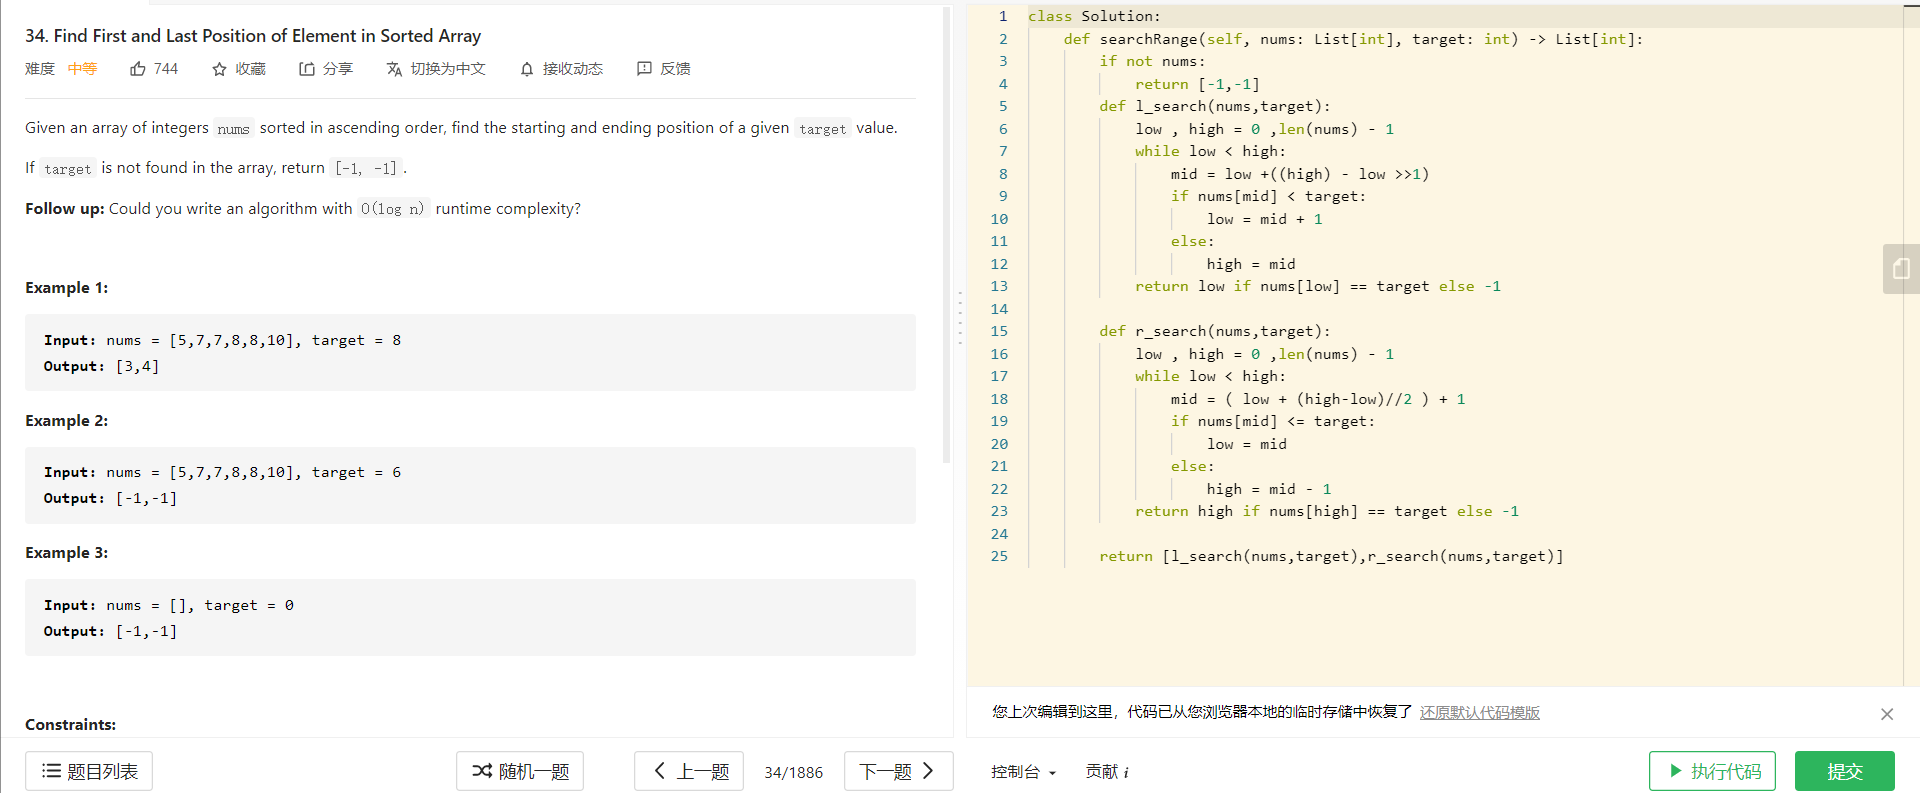 34. Find First and Last Position of Element in Sorted Array
难度 中等 744 收藏 分享 切换为中文 接收动态 反馈
Given an array of integers nums sorted in ascending order, find the starting and ending position of a given target value.
If target is not found in the array, return [-1, -1].
Follow up: Could you write an algorithm with O(log n) runtime complexity?
Example 1:
Input: nums = [5,7,7,8,8,10], target = 8
Output: [3,4]
Example 2:
Input: nums = [5,7,7,8,8,10], target = 6
Output: [-1,-1]
Example 3:
Input: nums = [], target = 0
Output: [-1,-1]
Constraints:
题目列表 随机一题 上一题 34/1886 下一题
1 class Solution:
2 def searchRange(self, nums: List[int], target: int) -> List[int]:
3 if not nums:
4 return [-1,-1]
5 def l_search(nums,target):
6 low , high = 0 ,len(nums) - 1
7 while low < high:
8 mid = low +((high) - low >>1)
9 if nums[mid] < target:
10 low = mid + 1
11 else:
12 high = mid
13 return low if nums[low] == target else -1
14
15 def r_search(nums,target):
16 low , high = 0 ,len(nums) - 1
17 while low < high:
18 mid = ( low + (high-low)//2 ) + 1
19 if nums[mid] <= target:
20 low = mid
21 else:
22 high = mid - 1
23 return high if nums[high] == target else -1
24
25 return [l_search(nums,target),r_search(nums,target)]
您上次编辑到这里，代码已从您浏览器本地的临时存储中恢复了 还原默认代码模版
控制台 贡献 i 执行代码 提交